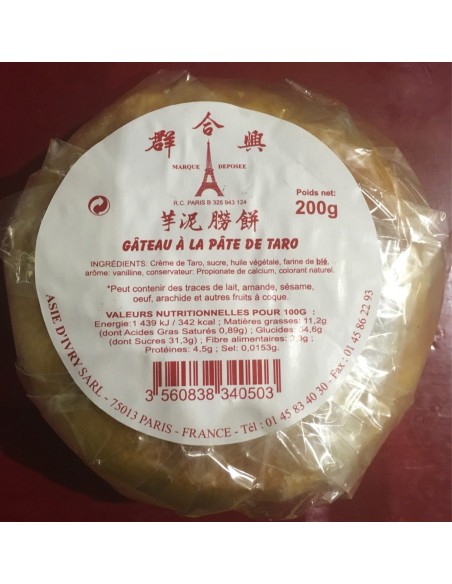 群合興
MARQUE DEPOSEE
R.C. PARIS B 325 943 124
Poids net:
200g
芋泥勝餅
GÂTEAU À LA PÂTE DE TARO
INGRÉDIENTS: Crème de Taro, sucre, huile végétale, farine de blé,
arôme: vanilline, conservateur: Propionate de calcium, colorant naturel.
*Peut contenir des traces de lait, amande, sésame,
oeuf, arachide et autres fruits à coque.
VALEURS NUTRITIONNELLES POUR 100G :
Energie:1 439 kJ / 342 kcal ; Matières grasses: 11,2g
(dont Acides Gras Saturés 0,89g) ; Glucides:
(dont Sucres 31,3g) ; Fibre alimentaires:
Protéines: 4,5g ; Sel: 0,0153g.
3 560838 340503
ASIE D'IVRY SARL - 75013 PARIS - FRANCE - Tél : 01 45 83 40 30 - Fax : 01 45 86 22 93